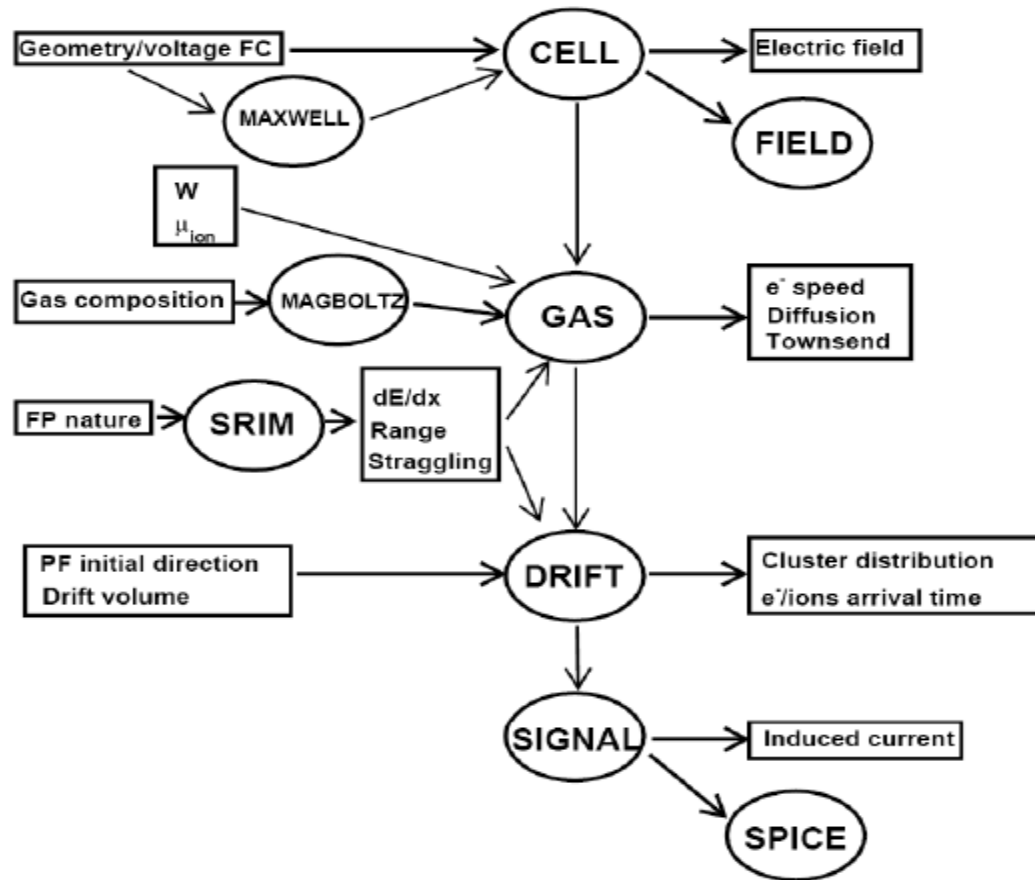 Geometry/voltage FC
CELL
Electric field
MAXWELL
FIELD
W
μion
Gas composition
MAGBOLTZ
GAS
e- speed
Diffusion
Townsend
FP nature
SRIM
dE/dx
Range
Straggling
PF initial direction
Drift volume
DRIFT
Cluster distribution
e-/ions arrival time
SIGNAL
Induced current
SPICE